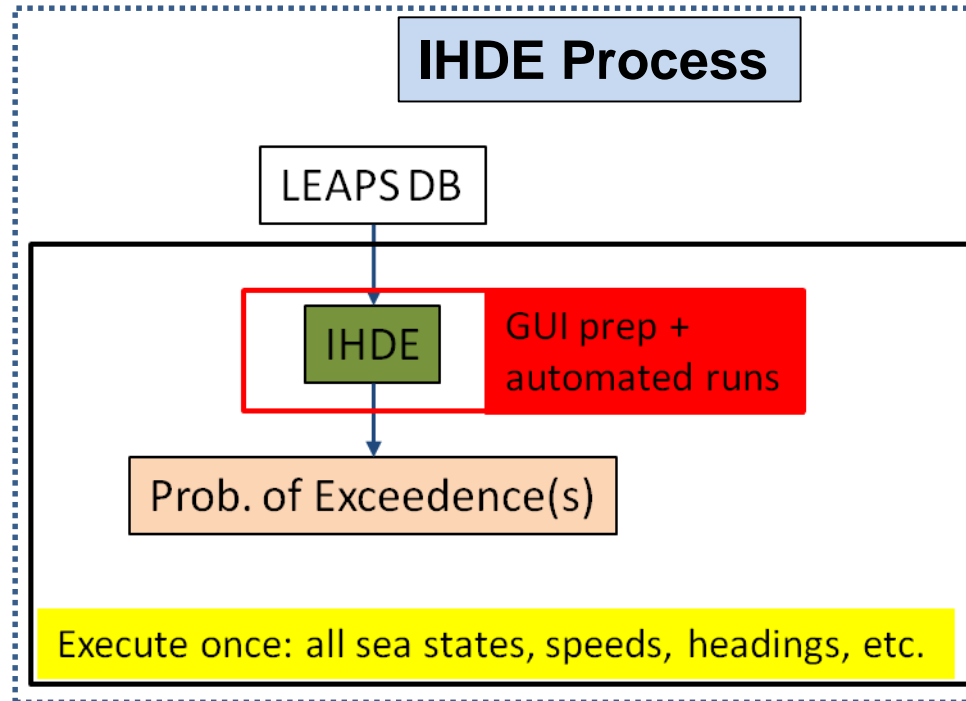 IHDE Process
LEAPS DB
IHDE
GUI prep +
automated runs
Prob. of Exceedence(s)
Execute once: all sea states, speeds, headings, etc.